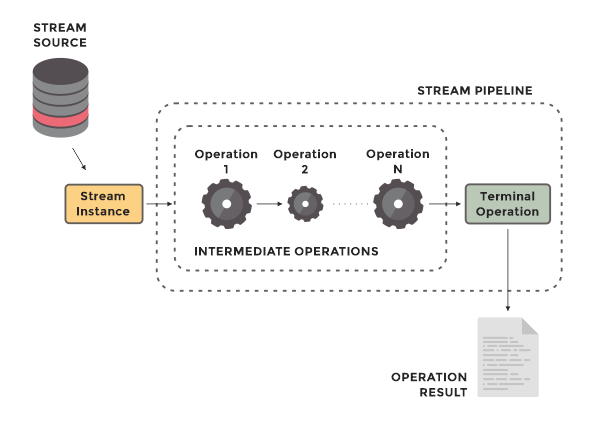 STREAM
SOURCE
STREAM PIPELINE
Operation
1
Operation
2
Operation
N
Stream
Instance
Terminal
Operation
INTERMEDIATE OPERATIONS
OPERATION
RESULT